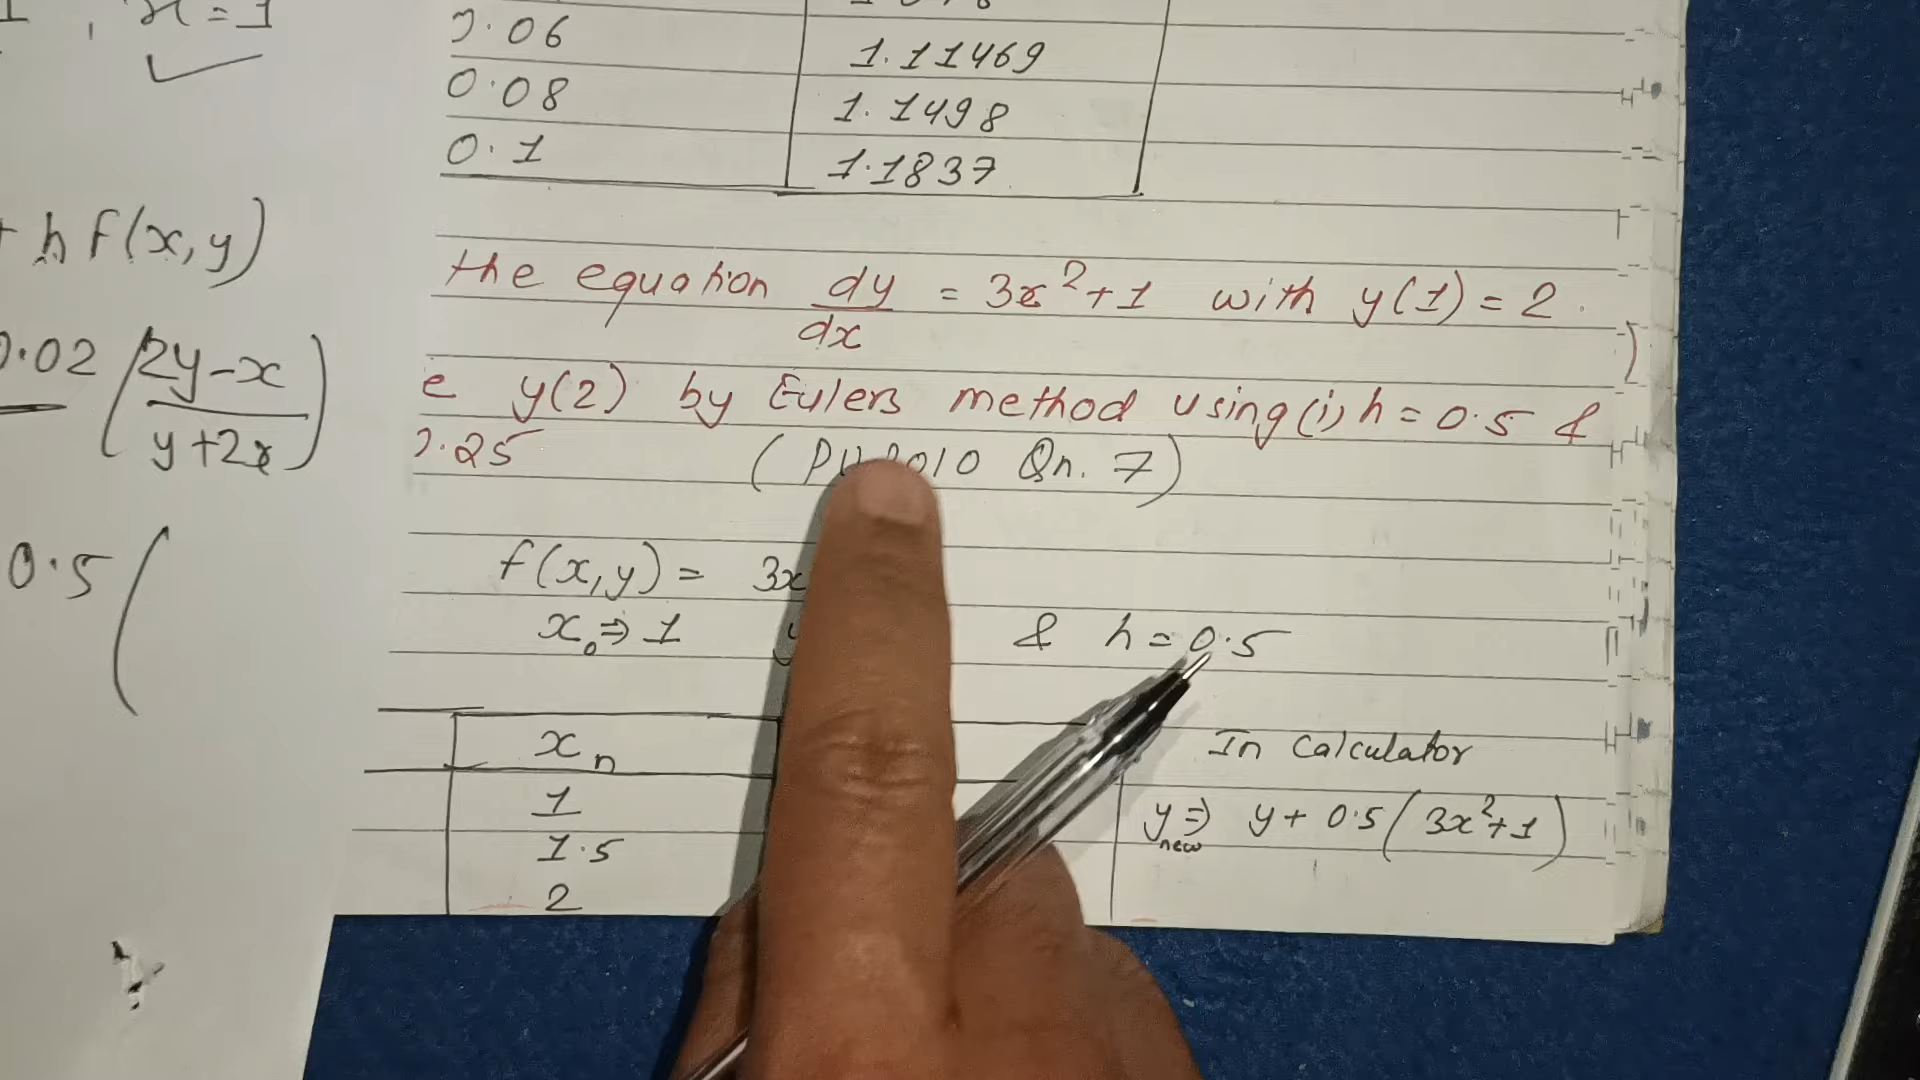 x=1
0.06
1.11469
0.08
1.1498
0.1
1.1837
h f(x,y)
the equation dy/dx = 3x²+1 with y(1) = 2.
0.02 (2y-x / y+2x)
y(2) by Eulers method using (i) h = 0.5 &
0.25 ( 2010 Qn. 7)
0.5 (
f(x,y) = 3x
x₀ ⇒ 1 & h = 0.5
xₙ In Calculator
1 y new ⇒ y + 0.5 (3x²+1)
1.5
2